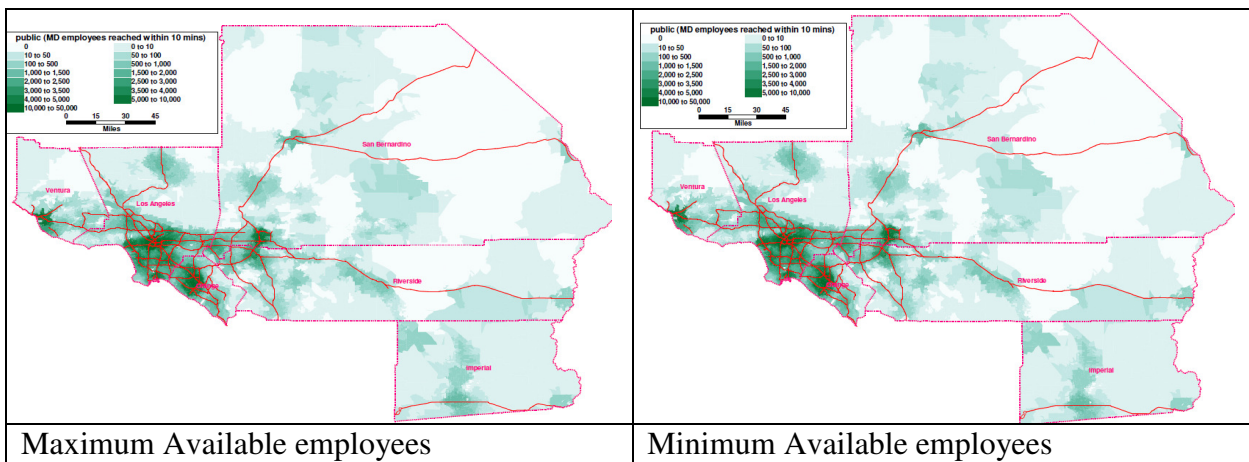 public (MD employees reached within 10 mins)
0 0 to 10
10 to 50 50 to 100
100 to 500 500 to 1,000
1,000 to 1,500 1,500 to 2,000
2,000 to 2,500 2,500 to 3,000
3,000 to 3,500 3,500 to 4,000
4,000 to 5,000 5,000 to 10,000
10,000 to 50,000
0 15 30 45
Miles
San Bernardino
Ventura
Los Angeles
Orange
Riverside
Imperial
Maximum Available employees
public (MD employees reached within 10 mins)
0 0 to 10
10 to 50 50 to 100
100 to 500 500 to 1,000
1,000 to 1,500 1,500 to 2,000
2,000 to 2,500 2,500 to 3,000
3,000 to 3,500 3,500 to 4,000
4,000 to 5,000 5,000 to 10,000
10,000 to 50,000
0 15 30 45
Miles
San Bernardino
Ventura
Los Angeles
Orange
Riverside
Imperial
Minimum Available employees